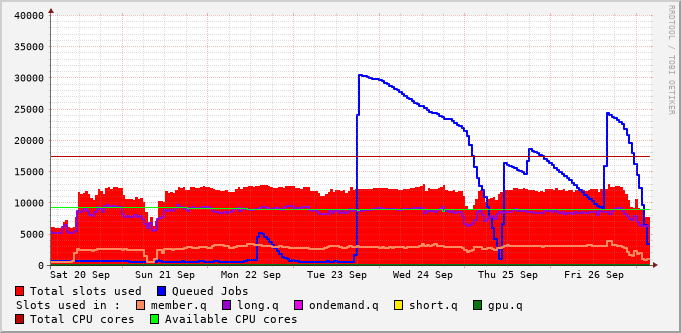 40000
35000
30000
25000
20000
15000
10000
5000
0
Sat 20 Sep Sun 21 Sep Mon 22 Sep Tue 23 Sep Wed 24 Sep Thu 25 Sep Fri 26 Sep
RRDTOOL / TOBI OETIKER
Total slots used Queued Jobs
Slots used in : member.q long.q ondemand.q short.q gpu.q
Total CPU cores Available CPU cores